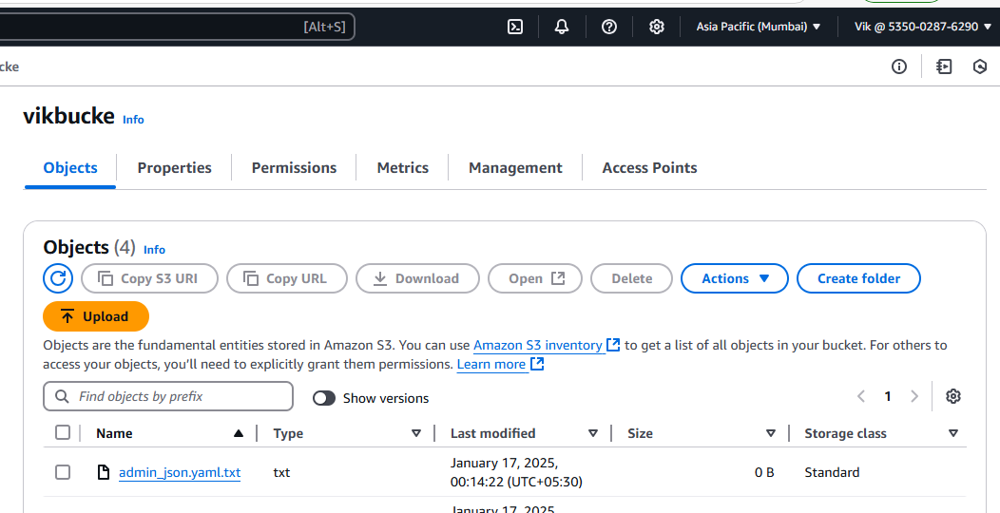 [Alt+S]
Asia Pacific (Mumbai)
Vik @ 5350-0287-6290
cke
vikbucke Info
Objects Properties Permissions Metrics Management Access Points
Objects (4) Info
Copy S3 URI Copy URL Download Open Delete Actions Create folder
Upload
Objects are the fundamental entities stored in Amazon S3. You can use Amazon S3 inventory to get a list of all objects in your bucket. For others to
access your objects, you'll need to explicitly grant them permissions. Learn more
Find objects by prefix Show versions 1
Name Type Last modified Size Storage class
admin_json.yaml.txt txt January 17, 2025, 00:14:22 (UTC+05:30) 0 B Standard
January 17, 2025,